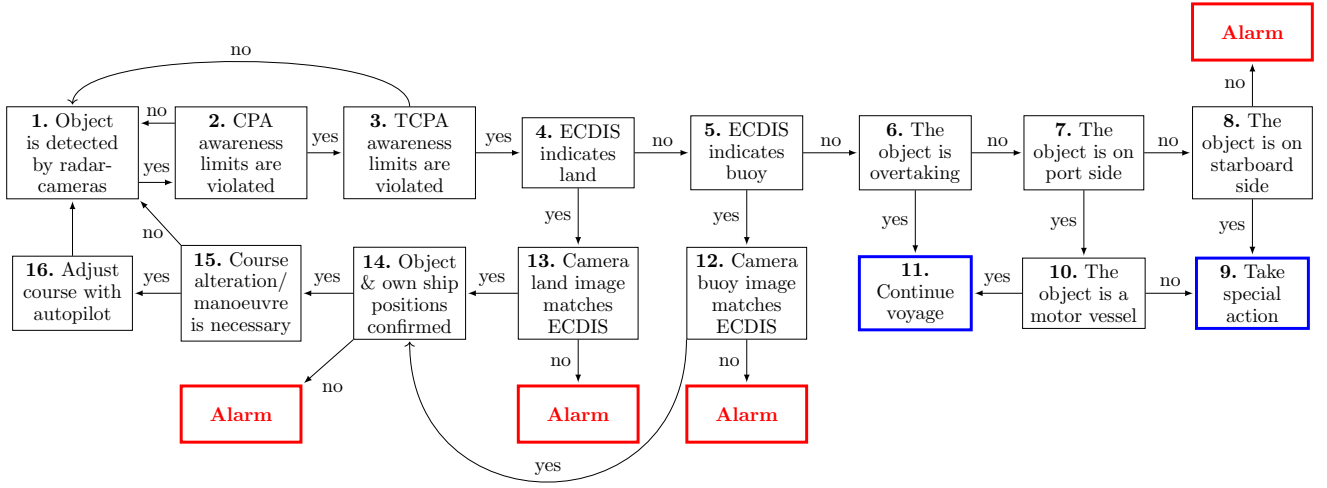 Alarm
no
1. Object
is detected
by radar-
cameras
no
yes
2. CPA
awareness
limits are
violated
yes
3. TCPA
awareness
limits are
violated
yes
4. ECDIS
indicates
land
no
5. ECDIS
indicates
buoy
no
6. The
object is
overtaking
no
7. The
object is on
port side
no
8. The
object is on
starboard
side
no
no
yes
yes
yes
yes
yes
16. Adjust
course with
autopilot
yes
15. Course
alteration/
manoeuvre
is necessary
yes
14. Object
& own ship
positions
confirmed
yes
13. Camera
land image
matches
ECDIS
12. Camera
buoy image
matches
ECDIS
11.
Continue
voyage
yes
10. The
object is a
motor vessel
no
9. Take
special
action
no
no
no
Alarm
Alarm
Alarm
yes